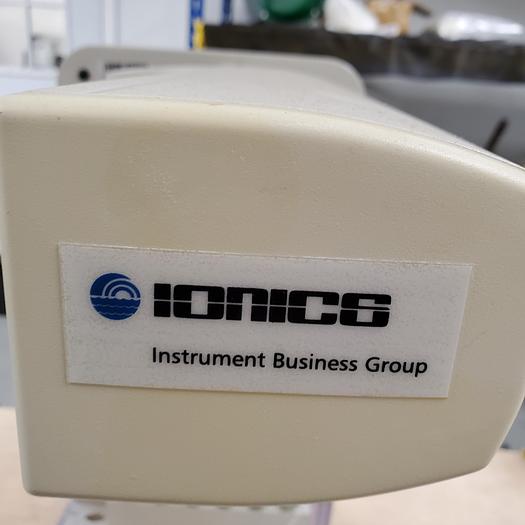 IONICS
Instrument Business Group